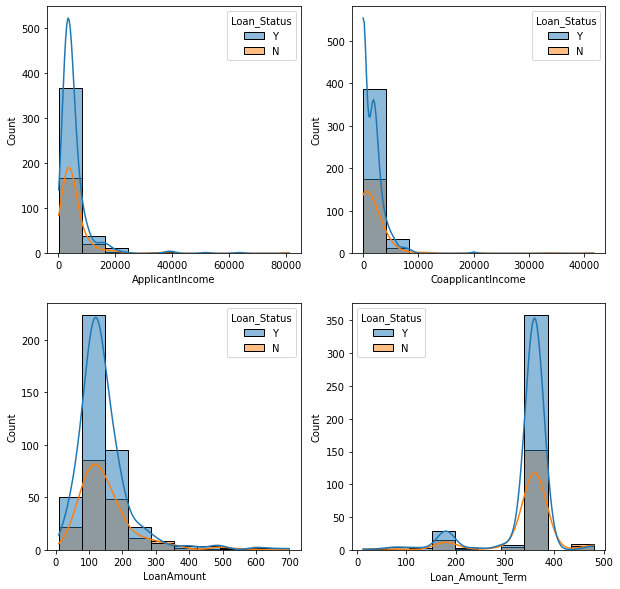 Loan_Status
Y
N
Count
500
400
300
200
100
0
0 20000 40000 60000 80000
ApplicantIncome
Loan_Status
Y
N
Count
500
400
300
200
100
0
0 10000 20000 30000 40000
CoapplicantIncome
Loan_Status
Y
N
Count
200
150
100
50
0
0 100 200 300 400 500 600 700
LoanAmount
Loan_Status
Y
N
Count
350
300
250
200
150
100
50
0
0 100 200 300 400 500
Loan_Amount_Term